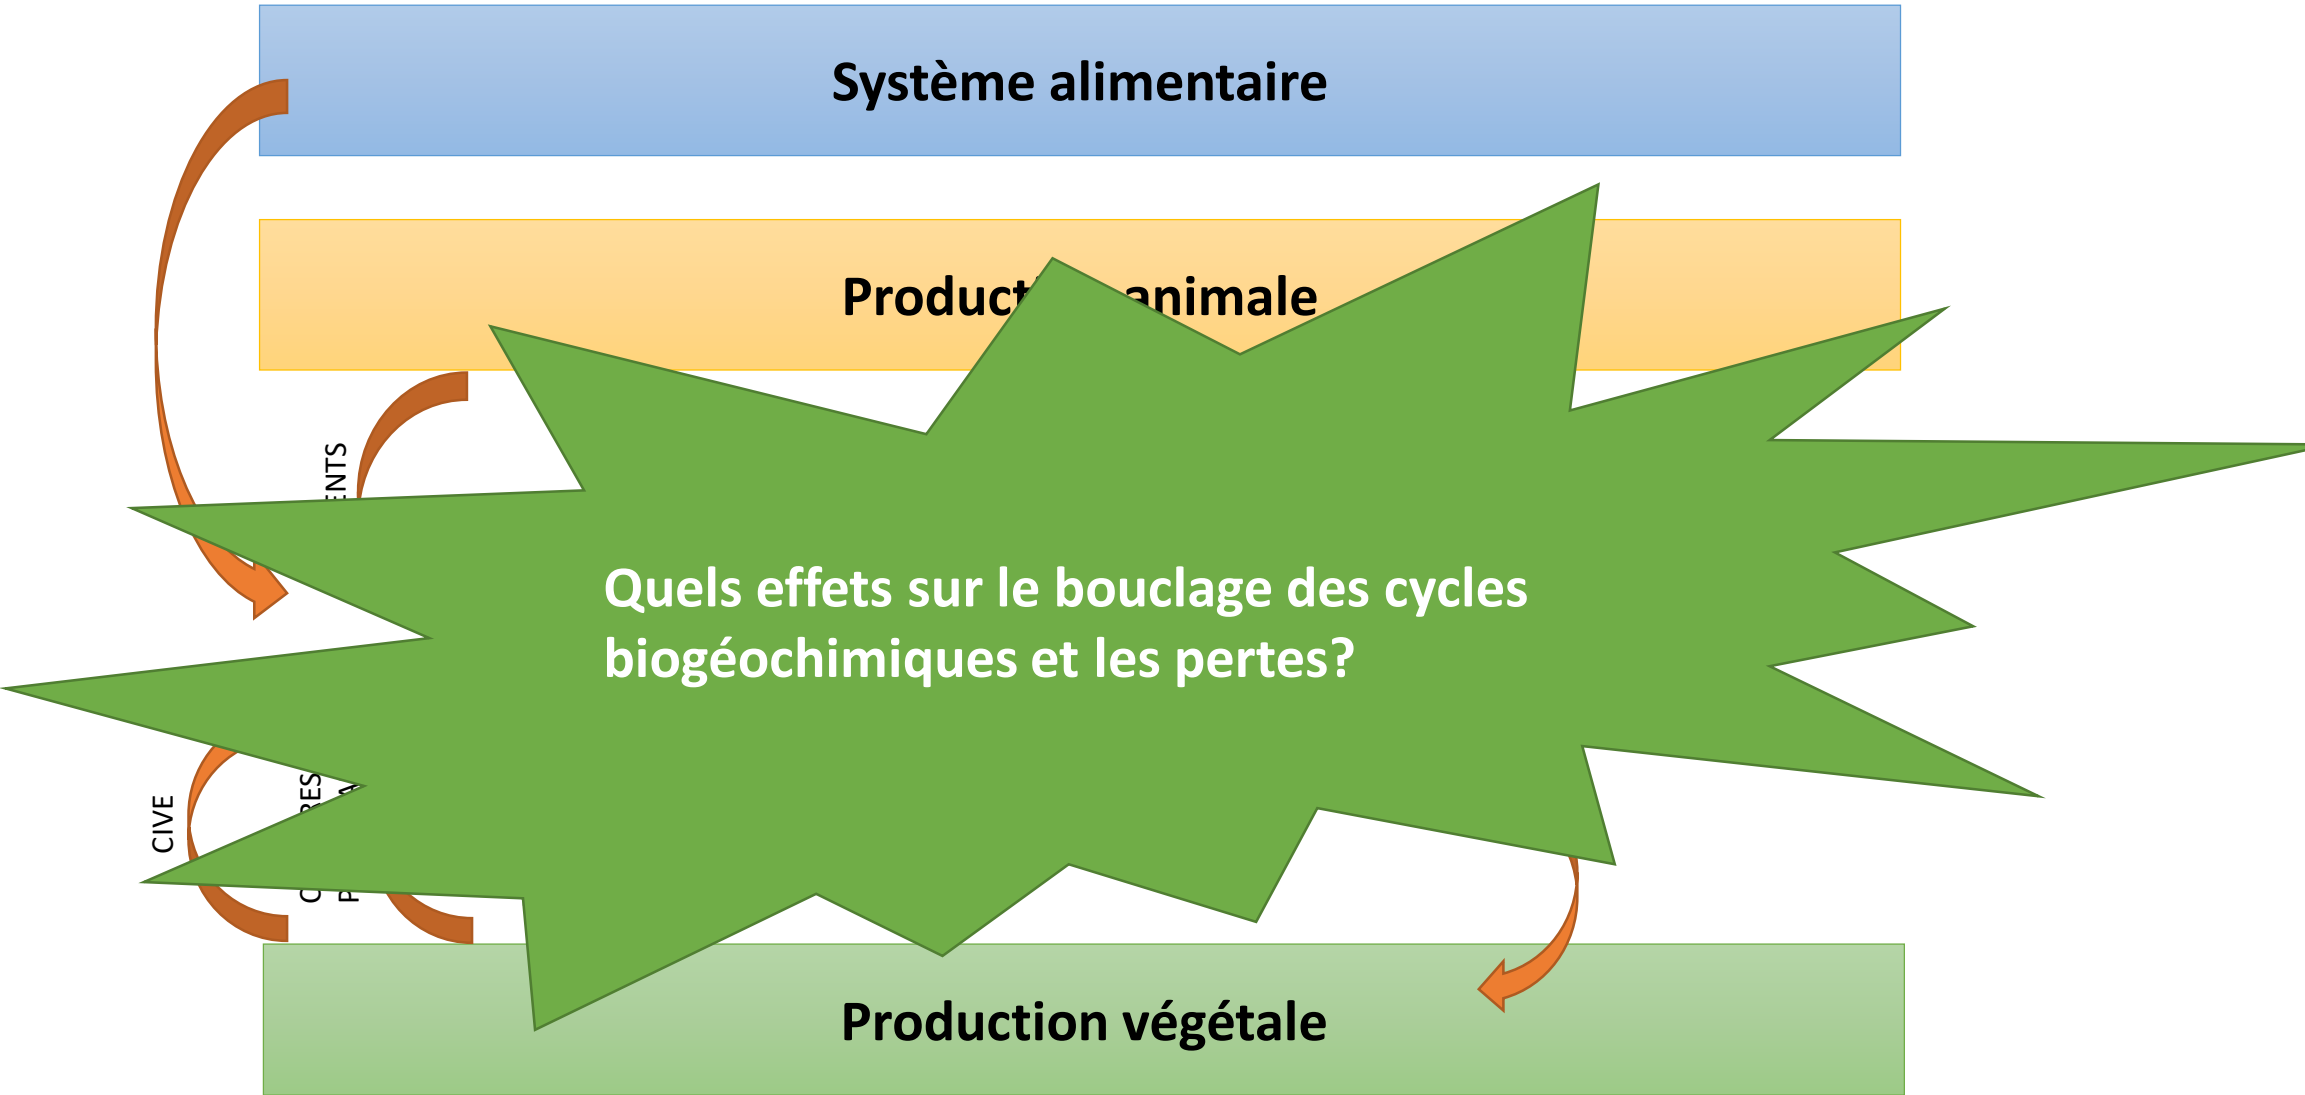 Système alimentaire
animale
Quels effets sur le bouclage des cycles
biogéochimiques et les pertes?
CIVE
Production végétale